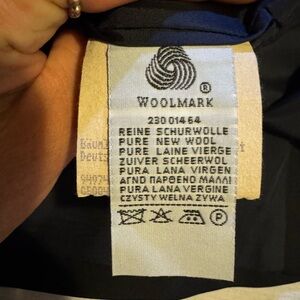 ®
WOOLMARK
230 014 64
REINE SCHURWOLLE
PURE NEW WOOL
PURE LAINE VIERGE
ZUIVER SCHEERWOL
PURA LANA VIRGEN
ΑΓΝΟ ΠΑΡΘΕΝΟ ΜΑΛΛΙ
PURA LANA VERGINE
CZYSTY WELNA ZYWA
P